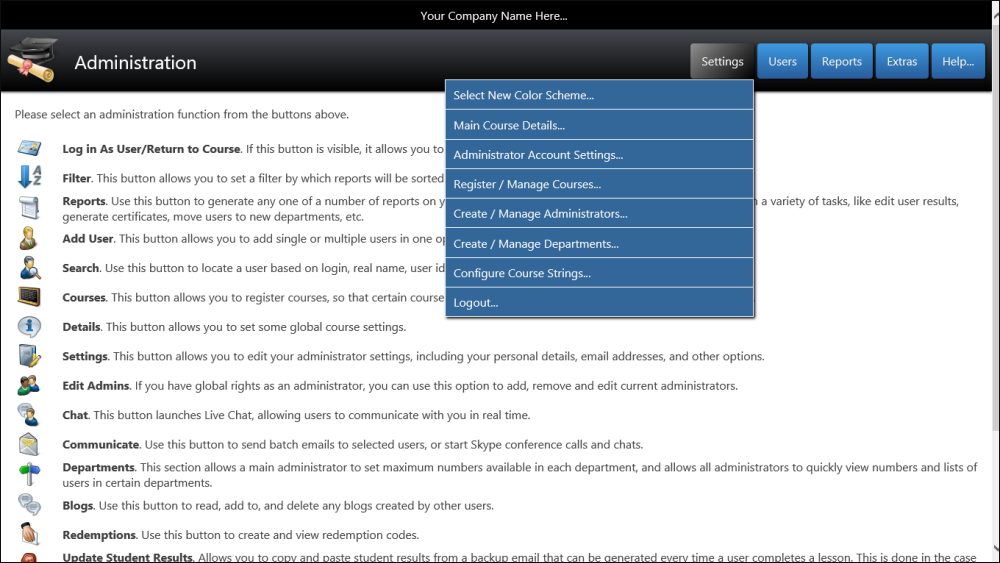 Your Company Name Here...
Administration
Settings
Users
Reports
Extras
Help...
Select New Color Scheme...
Main Course Details...
Administrator Account Settings...
Register / Manage Courses...
Create / Manage Administrators...
Create / Manage Departments...
Configure Course Strings...
Logout...
Please select an administration function from the buttons above.
Log in As User/Return to Course. If this button is visible, it allows you to
Filter. This button allows you to set a filter by which reports will be sorted
Reports. Use this button to generate any one of a number of reports on a variety of tasks, like edit user results,
generate certificates, move users to new departments, etc.
Add User. This button allows you to add single or multiple users in one
Search. Use this button to locate a user based on login, real name, user
Courses. This button allows you to register courses, so that certain course
Details. This button allows you to set some global course settings.
Settings. This button allows you to edit your administrator settings, including your personal details, email addresses, and other options.
Edit Admins. If you have global rights as an administrator, you can use this option to add, remove and edit current administrators.
Chat. This button launches Live Chat, allowing users to communicate with you in real time.
Communicate. Use this button to send batch emails to selected users, or start Skype conference calls and chats.
Departments. This section allows a main administrator to set maximum numbers available in each department, and allows all administrators to quickly view numbers and lists of
users in certain departments.
Blogs. Use this button to read, add to, and delete any blogs created by other users.
Redemptions. Use this button to create and view redemption codes.
Update Student Results. Allows you to copy and paste student results from a backup email that can be generated every time a user completes a lesson. This is done in the case